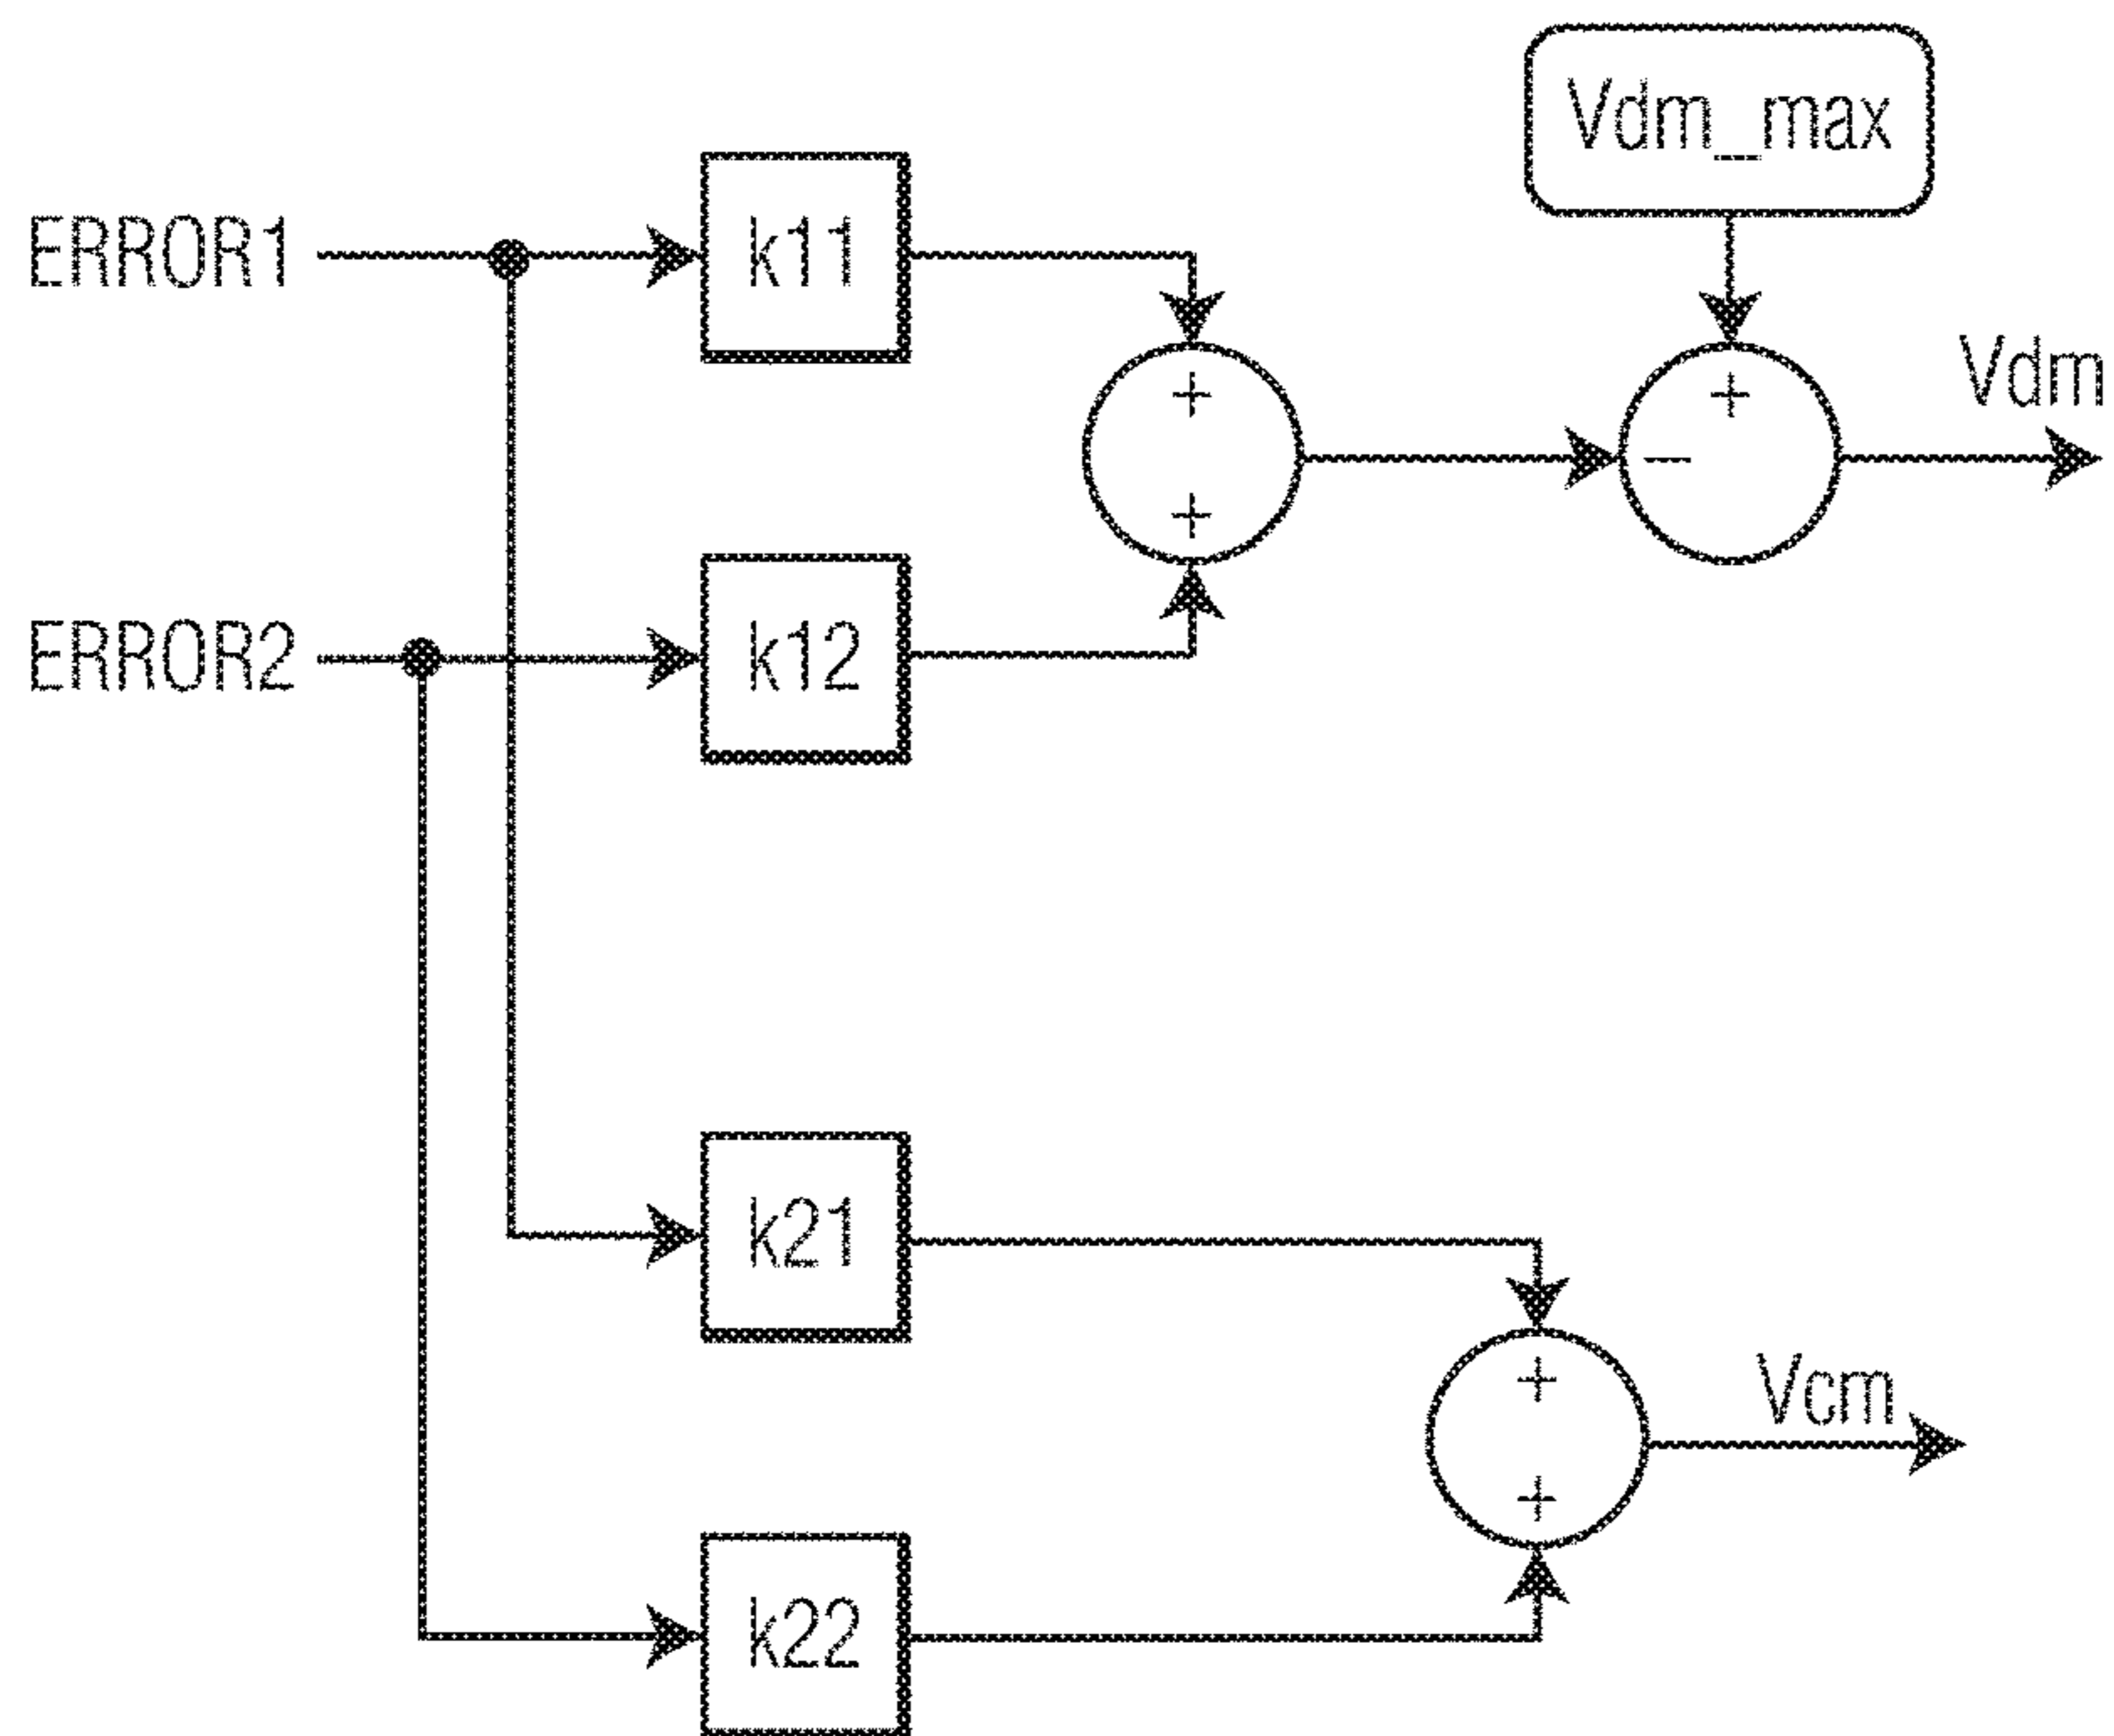 Vdm_max
ERROR1
k11
+
+
Vdm
+
−
ERROR2
k12
k21
+
Vcm
+
k22